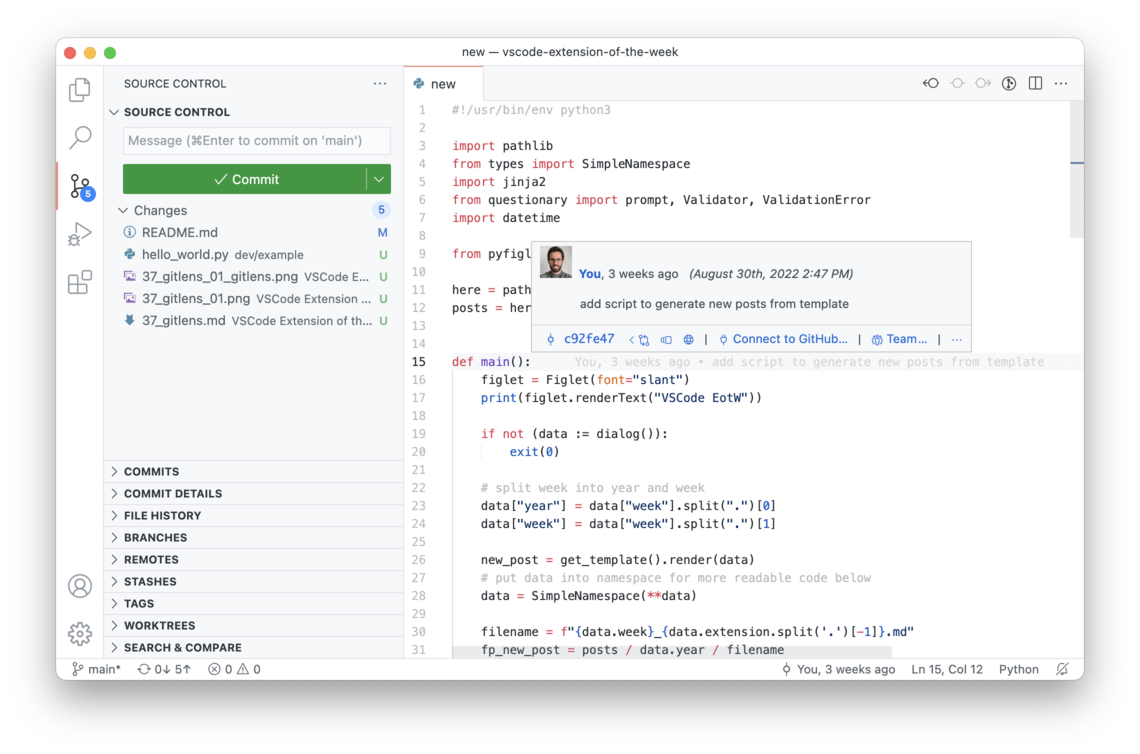 new — vscode-extension-of-the-week
SOURCE CONTROL
SOURCE CONTROL
Message (⌘Enter to commit on 'main')
Commit
5
Changes 5
README.md M
hello_world.py dev/example U
37_gitlens_01_gitlens.png VSCode E... U
37_gitlens_01.png VSCode Extension ... U
37_gitlens.md VSCode Extension of th... U
COMMITS
COMMIT DETAILS
FILE HISTORY
BRANCHES
REMOTES
STASHES
TAGS
WORKTREES
SEARCH & COMPARE
new
1 #!/usr/bin/env python3
2
3 import pathlib
4 from types import SimpleNamespace
5 import jinja2
6 from questionary import prompt, Validator, ValidationError
7 import datetime
8
9 from pyfigl
10
11 here = path
12 posts = her
13
14
You, 3 weeks ago (August 30th, 2022 2:47 PM)
add script to generate new posts from template
c92fe47 | Connect to GitHub... | Team... | ...
15 def main(): You, 3 weeks ago • add script to generate new posts from template
16 figlet = Figlet(font="slant")
17 print(figlet.renderText("VSCode EotW"))
18
19 if not (data := dialog()):
20 exit(0)
21
22 # split week into year and week
23 data["year"] = data["week"].split(".")[0]
24 data["week"] = data["week"].split(".")[1]
25
26 new_post = get_template().render(data)
27 # put data into namespace for more readable code below
28 data = SimpleNamespace(**data)
29
30 filename = f"{data.week}_{data.extension.split('.')[-1]}.md"
31 fp_new_post = posts / data.year / filename
main* 0↓ 5↑ 0 0 You, 3 weeks ago Ln 15, Col 12 Python